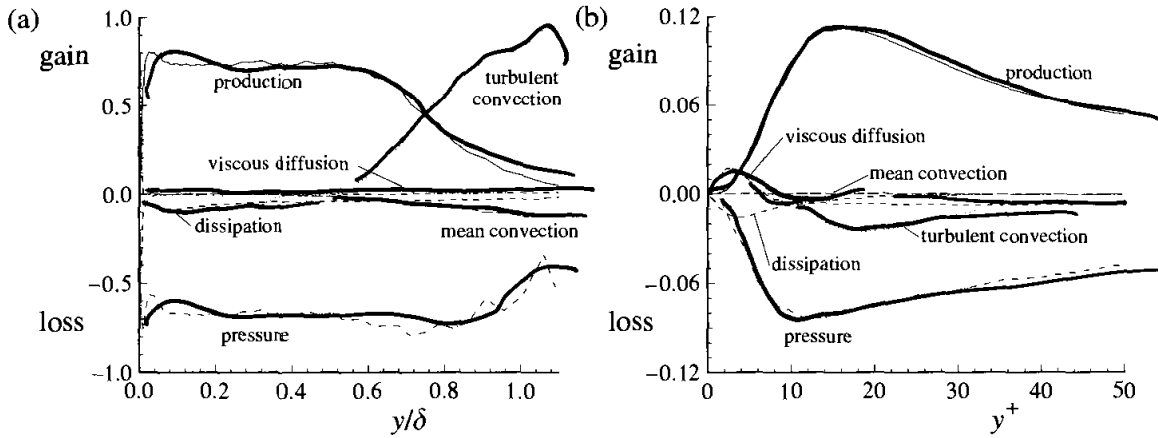 (a)
gain
loss
1.0
0.5
0.0
−0.5
−1.0
production
turbulent
convection
viscous diffusion
dissipation
mean convection
pressure
0.0
0.2
0.4
0.6
0.8
1.0
y/δ
(b)
gain
loss
0.12
0.06
0.00
−0.06
−0.12
production
viscous diffusion
mean convection
turbulent convection
dissipation
pressure
0
10
20
30
40
50
y+